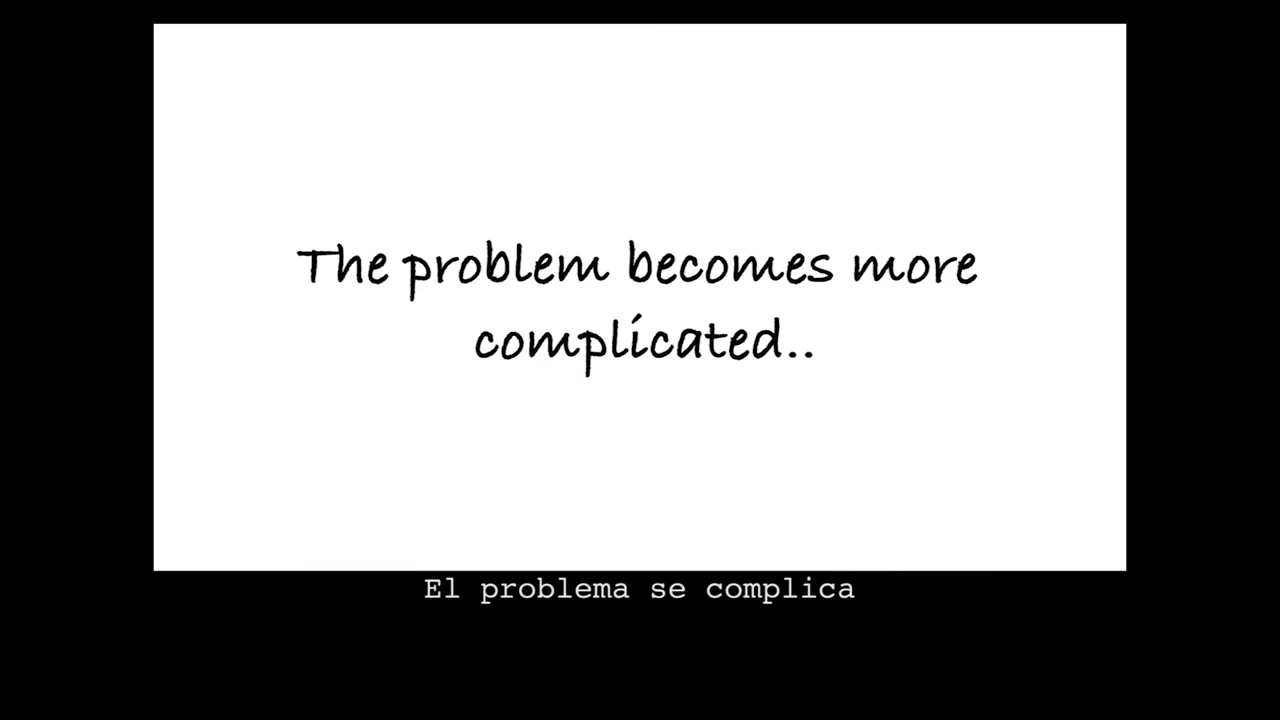 The problem becomes more
complicated..
El problema se complica